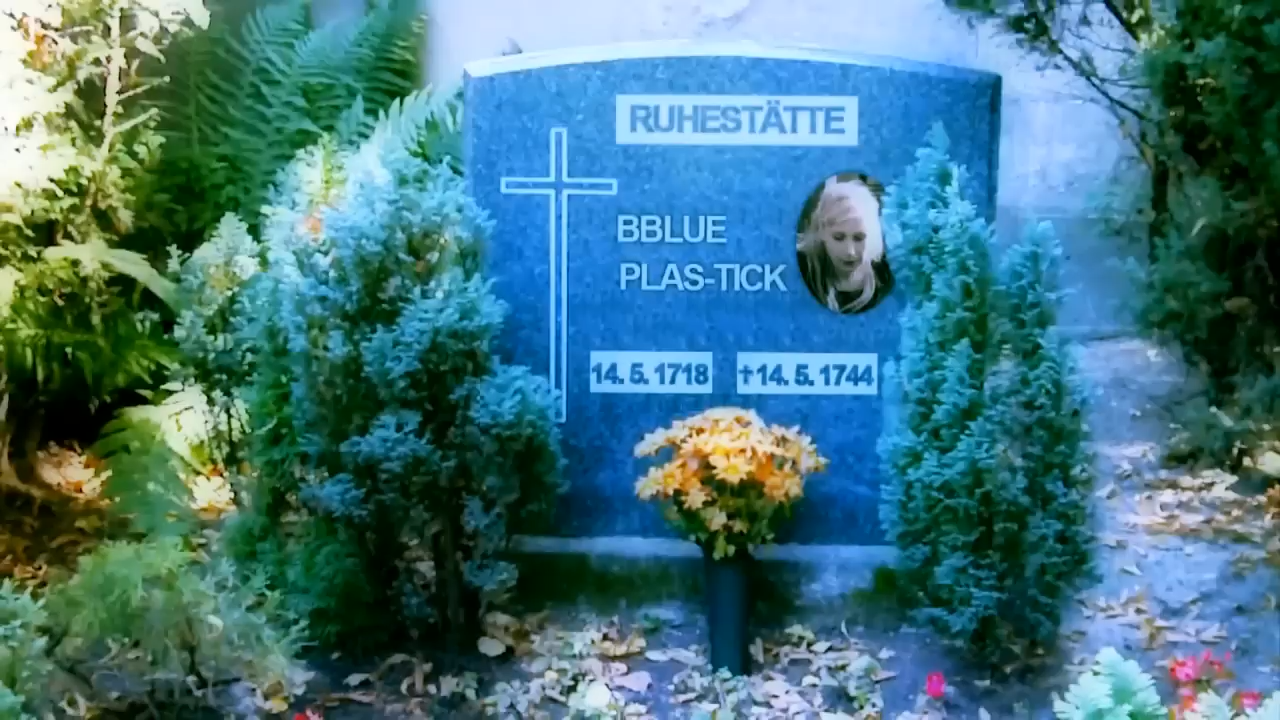 RUHESTÄTTE
BBLUE
PLAS-TICK
14. 5. 1718 ✝14. 5. 1744